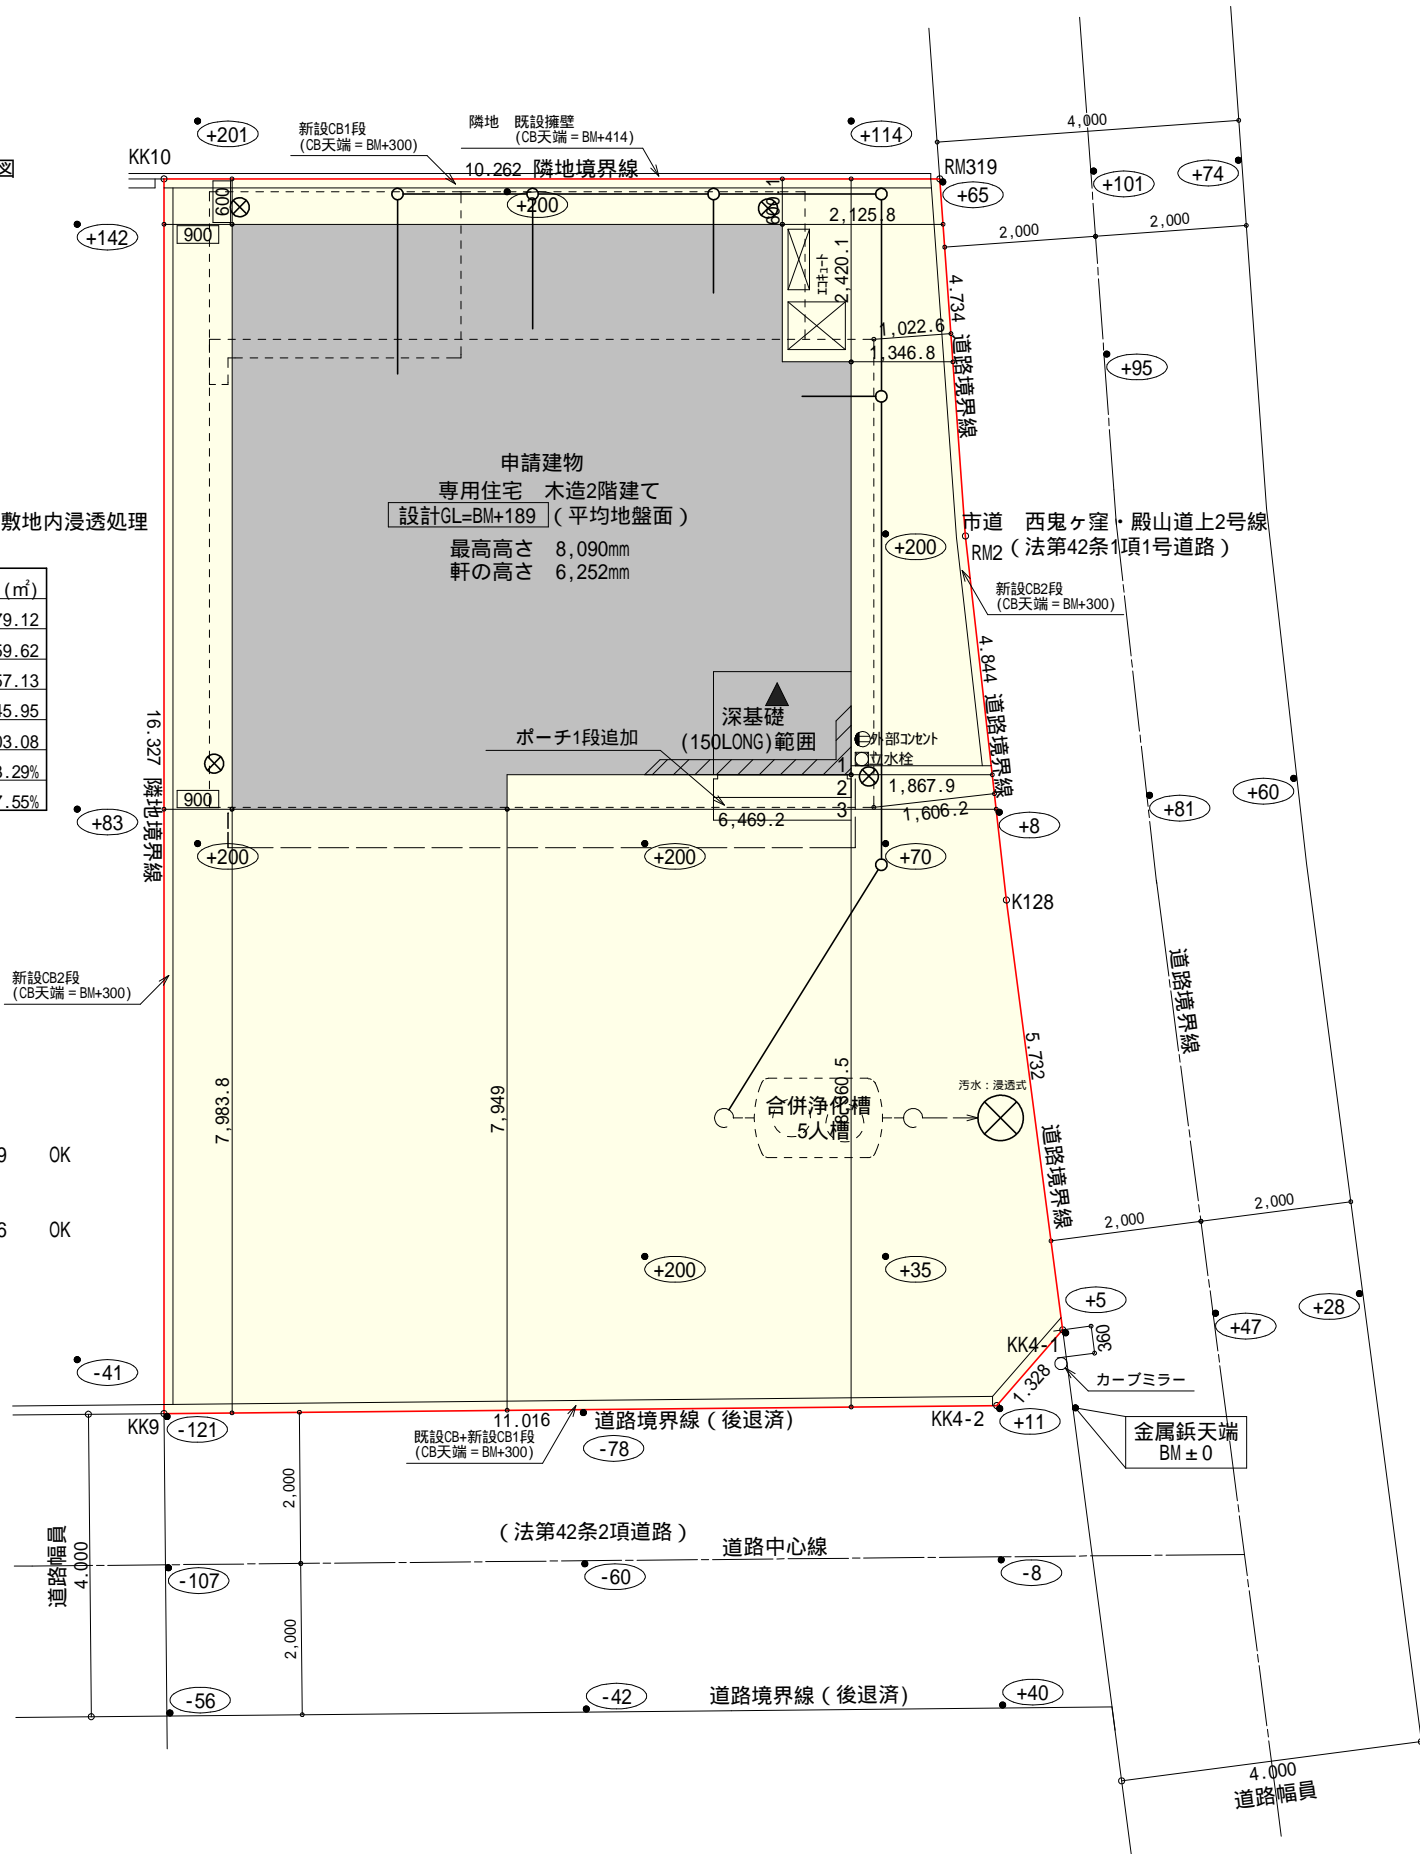 図
+201
新設CB1段
(CB天端＝BM+300)
隣地　既設擁壁
(CB天端＝BM+414)
+114
4,000
KK10
10.262 隣地境界線
RM319
+65
+101
+74
600
+200
600.1
2,125.8
+142
900
2,000
2,000
エコキュート
2,420.1
4.734 道路境界線
1,022.6
1,346.8
+95
申請建物
専用住宅　木造2階建て
設計GL=BM+189（平均地盤面）
最高高さ　8,090mm
軒の高さ　6,252mm
敷地内浸透処理
+200
市道　西鬼ヶ窪・殿山道上2号線
RM2（法第42条1項1号道路）
新設CB2段
(CB天端＝BM+300)
(㎡)
79.12
59.62
57.13
45.95
03.08
.29%
7.55%
4.844 道路境界線
16.327 隣地境界線
深基礎
(150LONG)範囲
ポーチ1段追加
外部コンセント
立水栓
1
2
3
900
1,867.9
6,469.2
1,606.2
+83
+8
+81
+60
+200
+200
+70
K128
新設CB2段
(CB天端＝BM+300)
道路境界線
5.732 道路境界線
7,983.8
7,949
合併浄化槽
5人槽
汚水：浸透式
9　OK
6　OK
2,000
2,000
+200
+35
+5
+28
+47
KK4-1
360
カーブミラー
-41
1.328
KK9
-121
11.016
道路境界線（後退済）
KK4-2
+11
既設CB+新設CB1段
(CB天端＝BM+300)
-78
金属鋲天端
BM±0
2,000
（法第42条2項道路）
道路中心線
道路幅員
4.000
-107
-60
-8
2,000
-56
-42
道路境界線（後退済）
+40
4.000
道路幅員